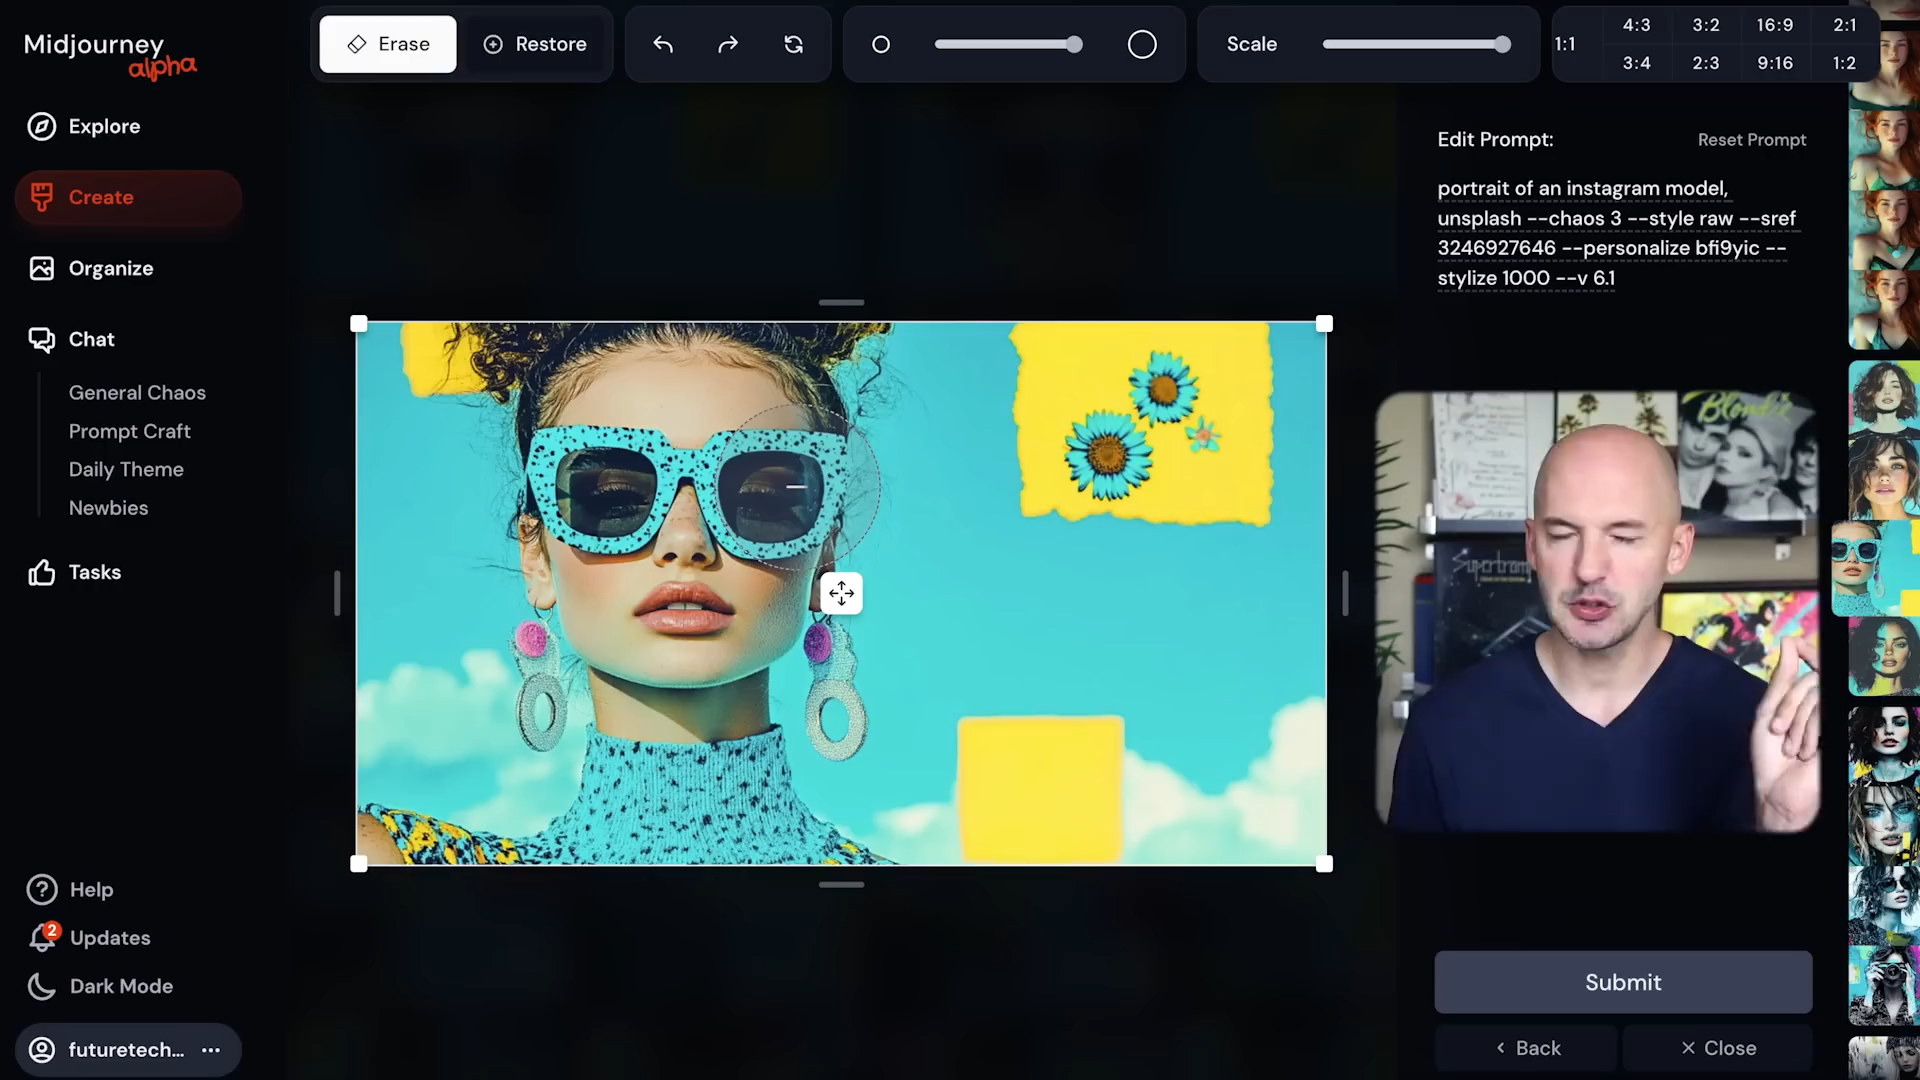 Midjourney
alpha
Explore
Create
Organize
Chat
General Chaos
Prompt Craft
Daily Theme
Newbies
Tasks
Help
2
Updates
Dark Mode
futuretech...
Erase
Restore
Scale
1:1
4:3 3:2 16:9 2:1
3:4 2:3 9:16 1:2
Edit Prompt:
Reset Prompt
portrait of an instagram model,
unsplash --chaos 3 --style raw --sref
3246927646 --personalize bfi9yic --
stylize 1000 --v 6.1
Blondie
Submit
Back
Close